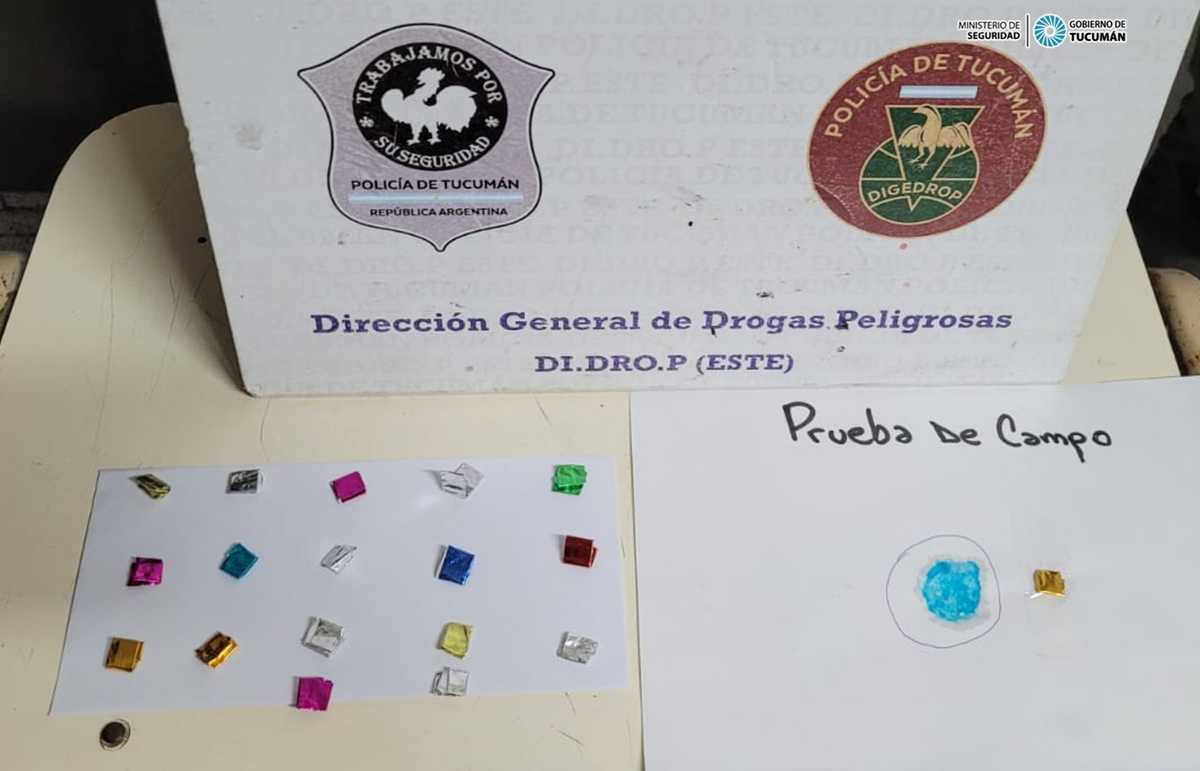 MINISTERIO DE
SEGURIDAD
GOBIERNO DE
TUCUMÁN
TRABAJAMOS POR
SU SEGURIDAD
POLICÍA DE TUCUMÁN
REPÚBLICA ARGENTINA
POLICÍA DE TUCUMÁN
DIGEDROP
Dirección General de Drogas Peligrosas
DI.DRO.P (ESTE)
Prueba De Campo